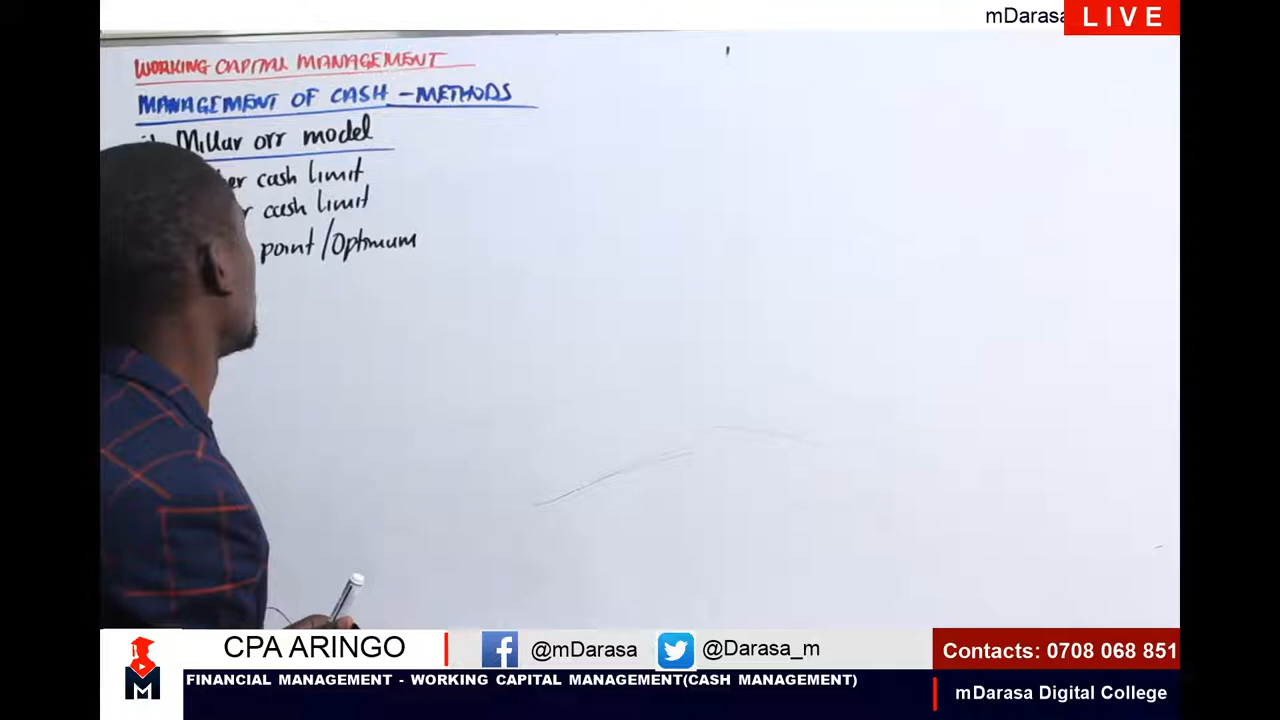 mDarasa
LIVE
WORKING CAPITAL MANAGEMENT
MANAGEMENT OF CASH - METHODS
Millar orr model
cash limit
cash limit
point / Optimum
CPA ARINGO
@mDarasa
@Darasa_m
Contacts: 0708 068 851
FINANCIAL MANAGEMENT - WORKING CAPITAL MANAGEMENT(CASH MANAGEMENT)
mDarasa Digital College